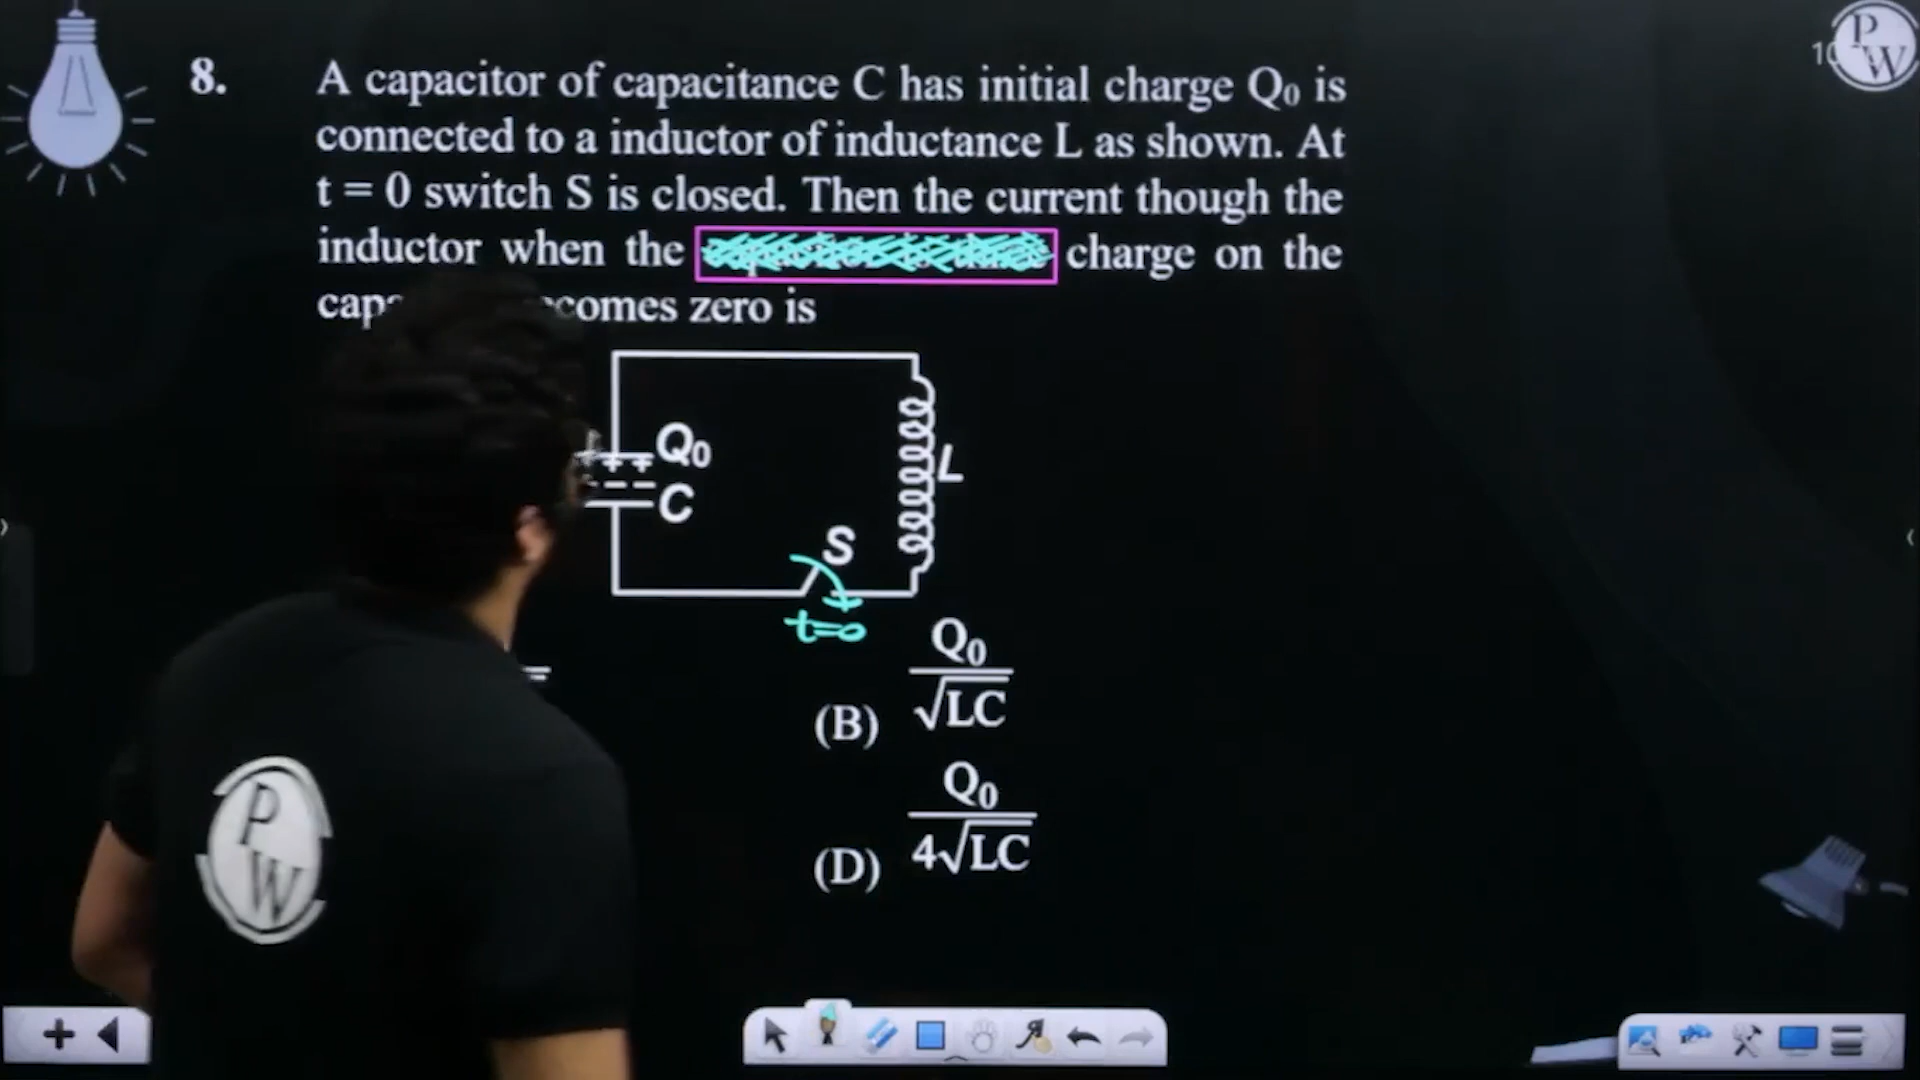 8. A capacitor of capacitance C has initial charge Q0 is
connected to a inductor of inductance L as shown. At
t = 0 switch S is closed. Then the current though the
inductor when the charge on the
zero is
Q0
C
L
S
t=0
(B) Q0/√LC
(D) Q0/4√LC
PW
PW